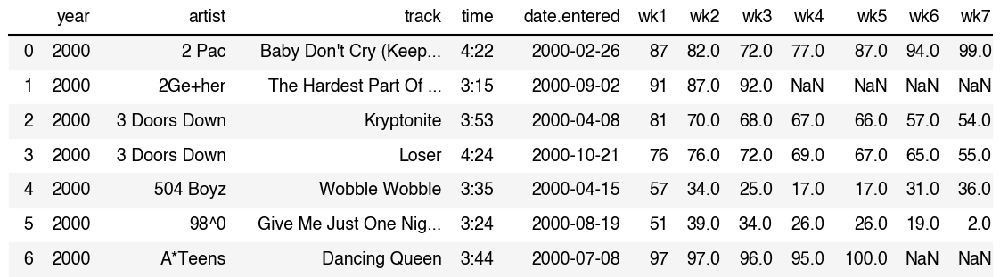 year artist track time date.entered wk1 wk2 wk3 wk4 wk5 wk6 wk7
0 2000 2 Pac Baby Don't Cry (Keep... 4:22 2000-02-26 87 82.0 72.0 77.0 87.0 94.0 99.0
1 2000 2Ge+her The Hardest Part Of ... 3:15 2000-09-02 91 87.0 92.0 NaN NaN NaN NaN
2 2000 3 Doors Down Kryptonite 3:53 2000-04-08 81 70.0 68.0 67.0 66.0 57.0 54.0
3 2000 3 Doors Down Loser 4:24 2000-10-21 76 76.0 72.0 69.0 67.0 65.0 55.0
4 2000 504 Boyz Wobble Wobble 3:35 2000-04-15 57 34.0 25.0 17.0 17.0 31.0 36.0
5 2000 98^0 Give Me Just One Nig... 3:24 2000-08-19 51 39.0 34.0 26.0 26.0 19.0 2.0
6 2000 A*Teens Dancing Queen 3:44 2000-07-08 97 97.0 96.0 95.0 100.0 NaN NaN